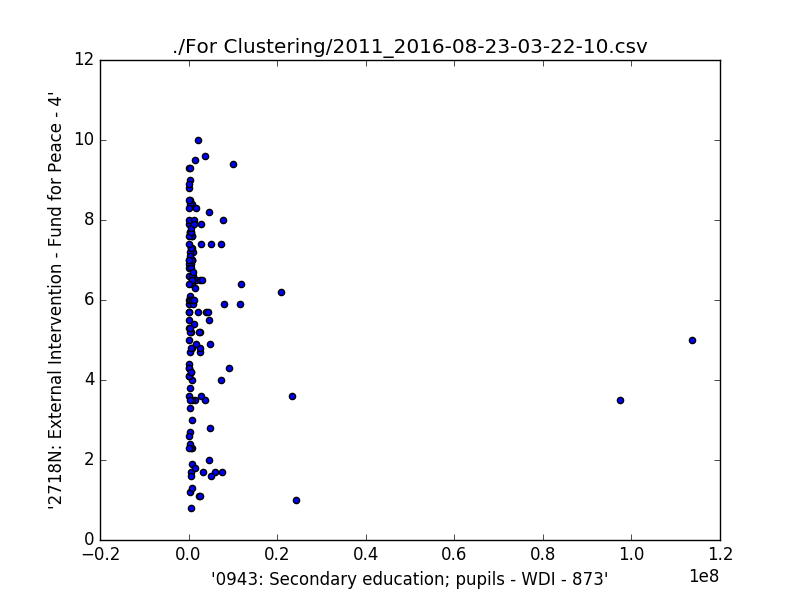 ./For Clustering/2011_2016-08-23-03-22-10.csv
12
10
8
6
4
2
0
'2718N: External Intervention - Fund for Peace - 4'
−0.2 0.0 0.2 0.4 0.6 0.8 1.0 1.2
1e8
'0943: Secondary education; pupils - WDI - 873'